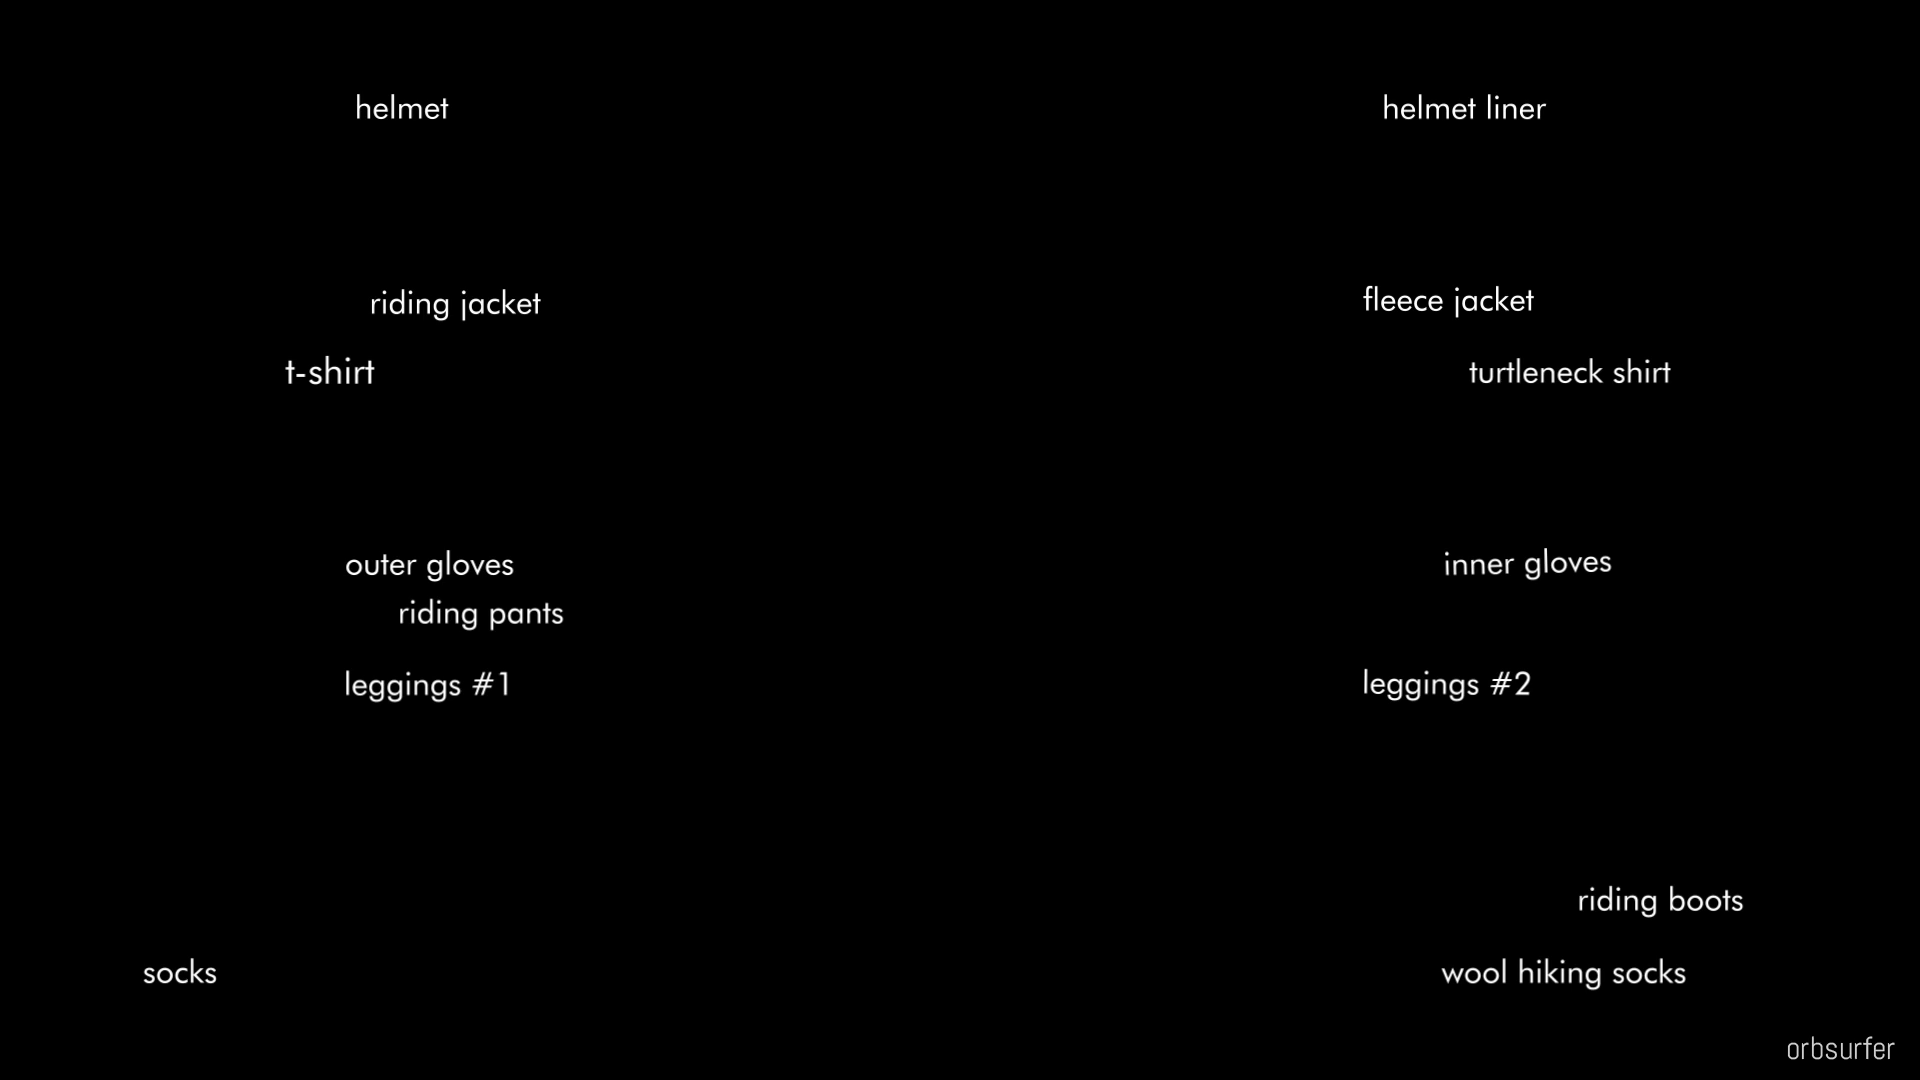 helmet
helmet liner
riding jacket
fleece jacket
t-shirt
turtleneck shirt
outer gloves
inner gloves
riding pants
leggings #1
leggings #2
riding boots
socks
wool hiking socks
orbsurfer